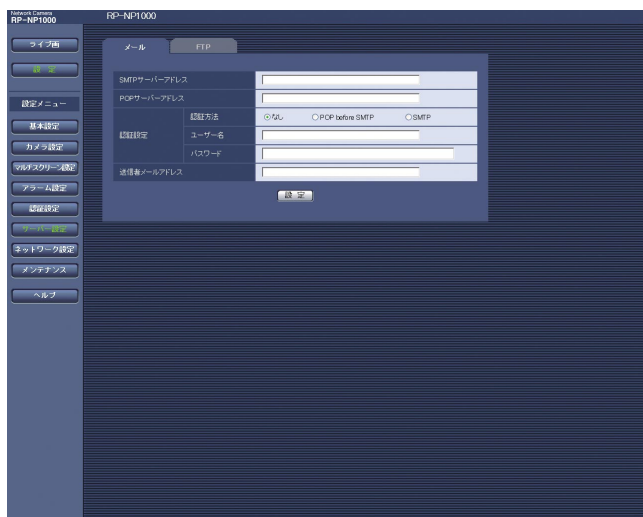 Network Camera
RP-NP1000
RP-NP1000
ライブ画
設定
設定メニュー
基本設定
カメラ設定
マルチスクリーン設定
アラーム設定
認証設定
サーバー設定
ネットワーク設定
メンテナンス
ヘルプ
メール
FTP
SMTPサーバーアドレス
POPサーバーアドレス
認証設定
認証方法
なし
POP before SMTP
SMTP
ユーザー名
パスワード
送信者メールアドレス
設定